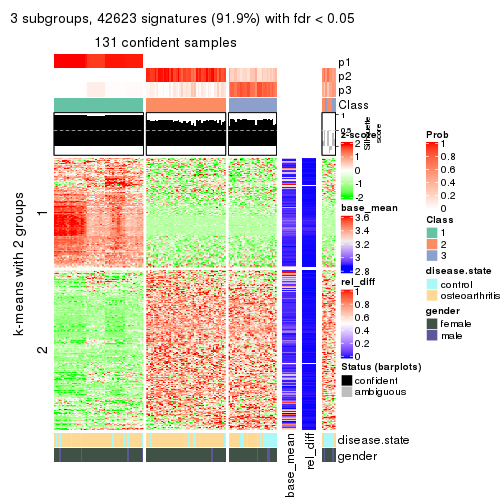 3 subgroups, 42623 signatures (91.9%) with fdr < 0.05
131 confident samples
p1
p2
p3
Class
1
0.5
0
Silhouette
score
k-means with 2 groups
1
2
z-score
2
1
0
-1
-2
base_mean
3.6
3.4
3.2
3
2.8
rel_diff
1
0.8
0.6
0.4
0.2
0
Status (barplots)
confident
ambiguous
Prob
1
0.8
0.6
0.4
0.2
0
Class
1
2
3
disease.state
control
osteoarthritis
gender
female
male
disease.state
gender
base_mean
rel_diff